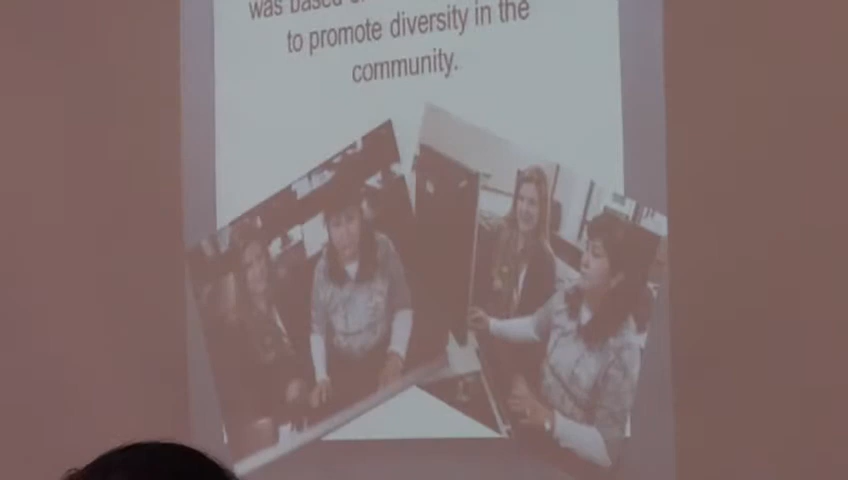 was based
to promote diversity in the
community.